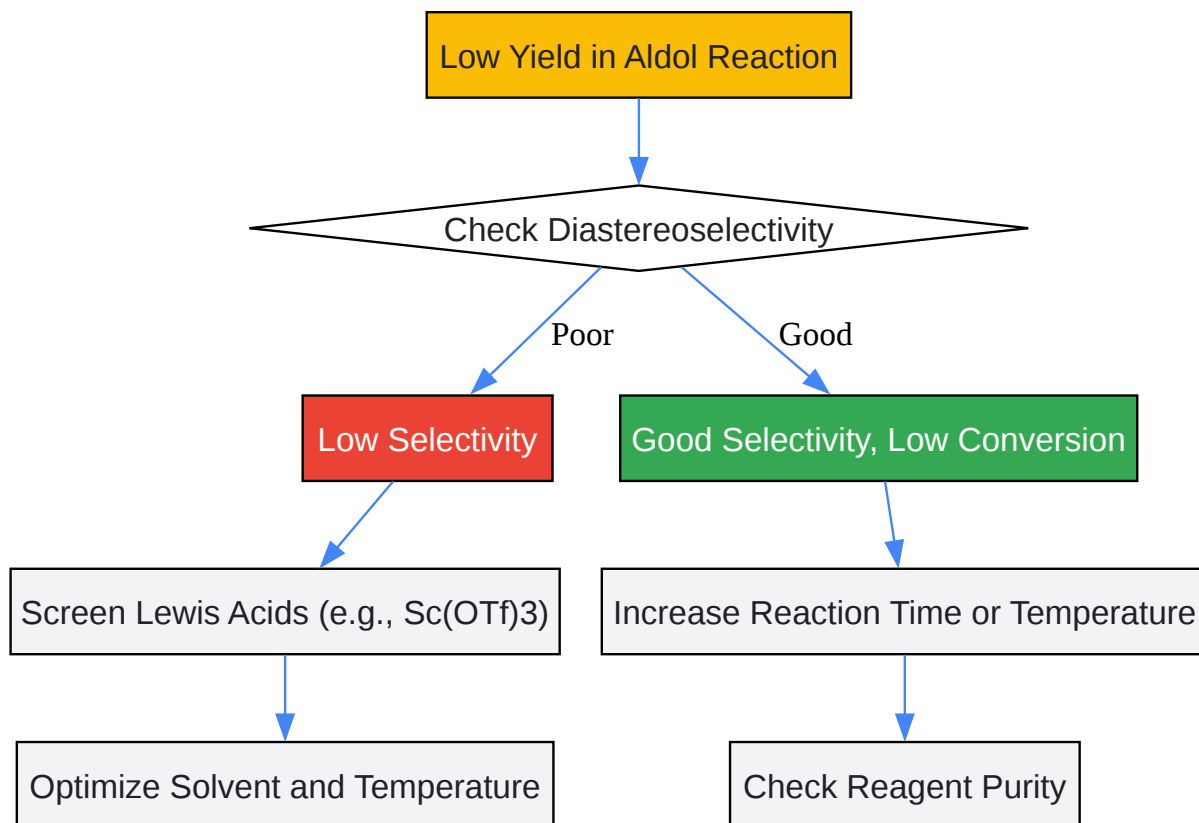 Low Yield in Aldol Reaction
Check Diastereoselectivity
Poor
Good
Low Selectivity
Good Selectivity, Low Conversion
Screen Lewis Acids (e.g., Sc(OTf)3)
Increase Reaction Time or Temperature
Optimize Solvent and Temperature
Check Reagent Purity